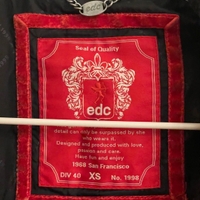 edc
Seal of Quality
edc
detail can only be surpassed by she
who wears it.
Designed and produced with love,
passion and care.
Have fun and enjoy
1968 San Francisco
DIV 40 XS No. 1998